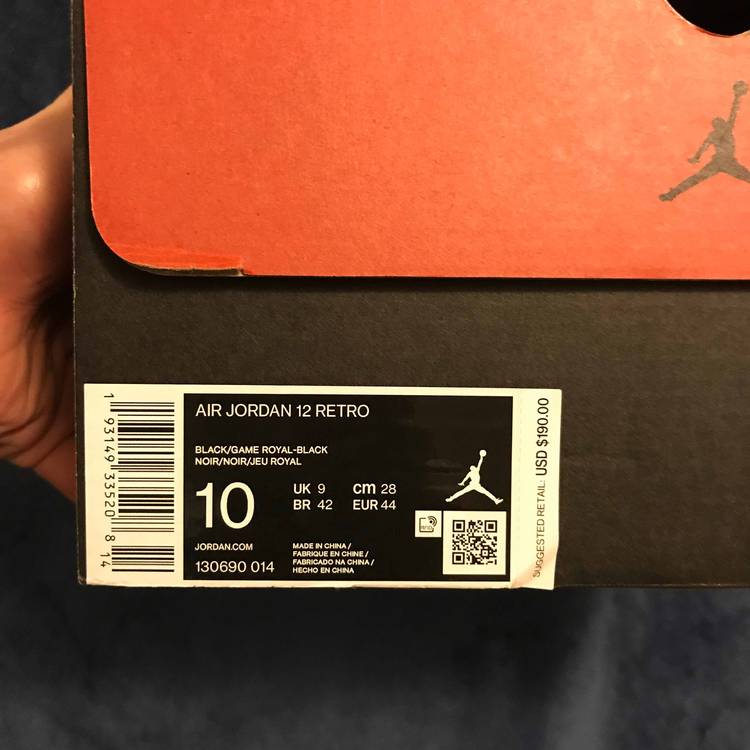 AIR JORDAN 12 RETRO
BLACK/GAME ROYAL-BLACK
NOIR/NOIR/JEU ROYAL
10
UK 9 cm 28
BR 42 EUR 44
JORDAN.COM
130690 014
MADE IN CHINA /
FABRIQUE EN CHINE /
FABRICADO NA CHINA /
HECHO EN CHINA
RFID
1 93149 33520 8 14
SUGGESTED RETAIL: USD $190.00